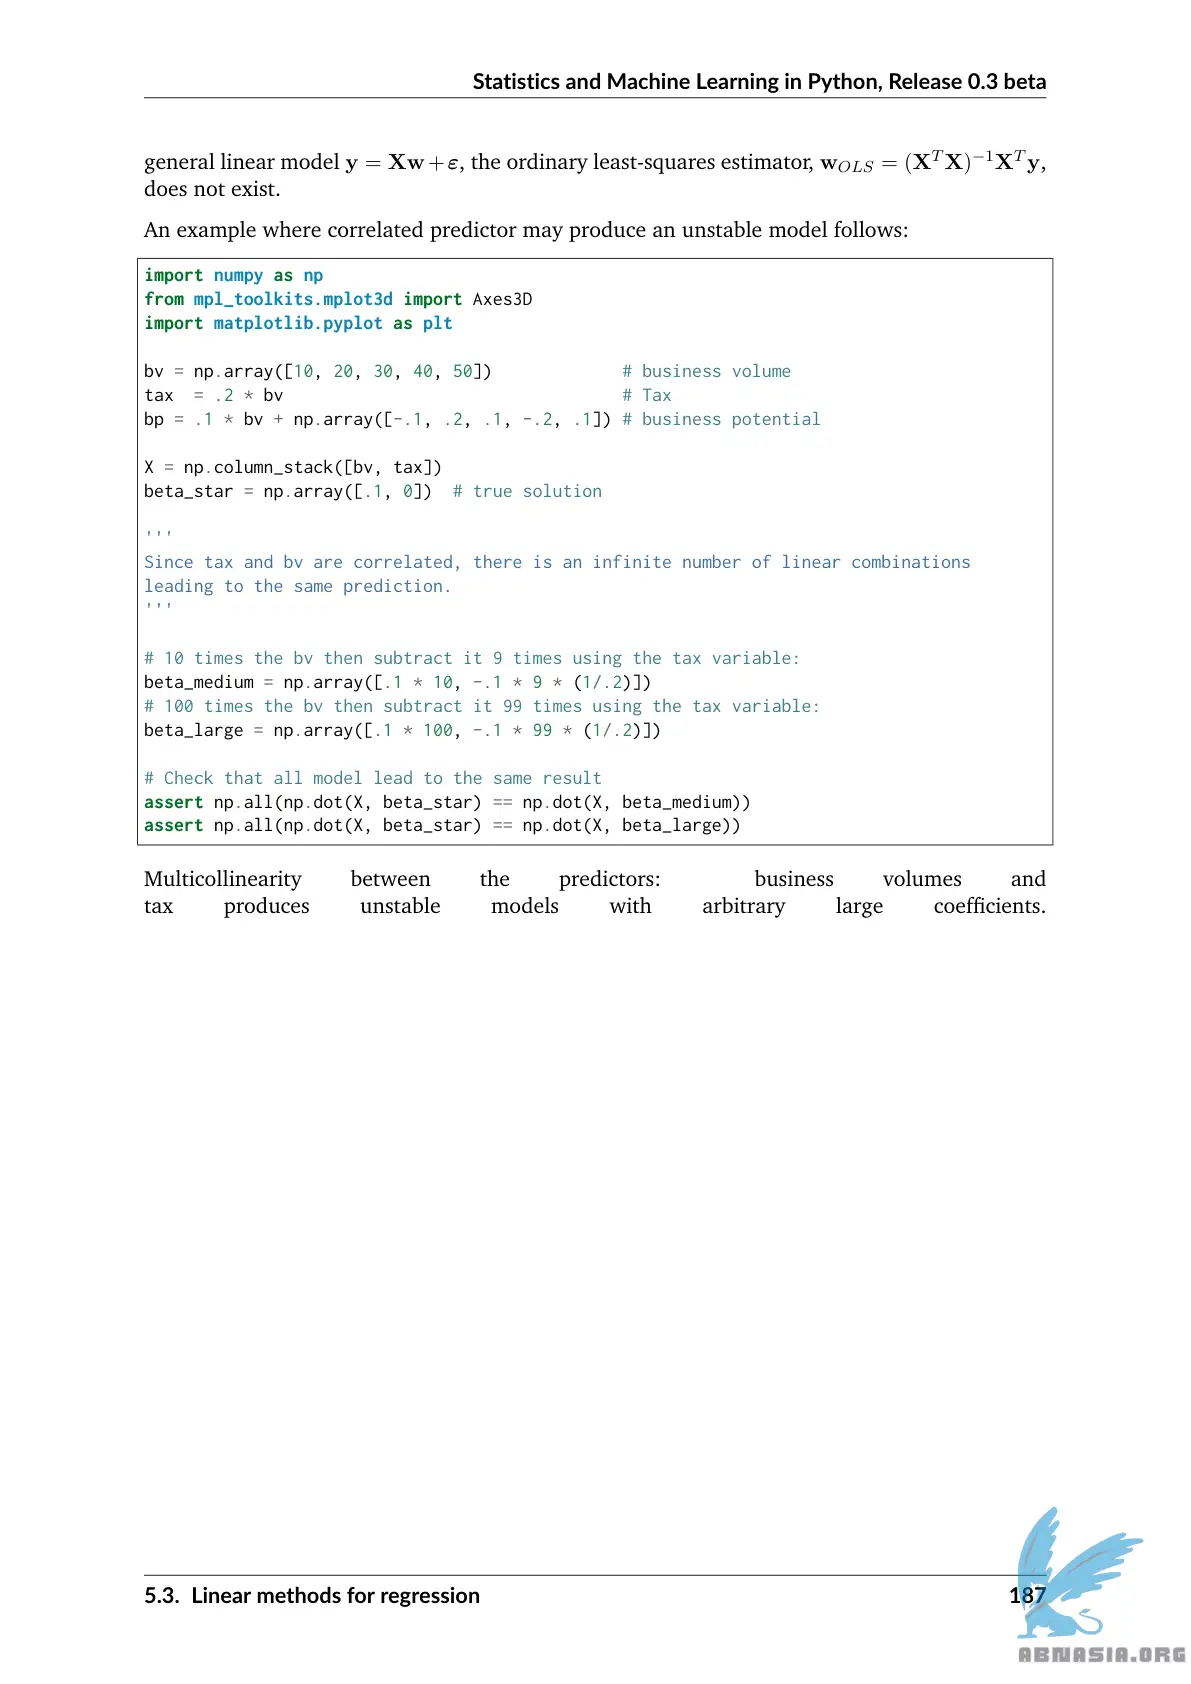 Statistics and Machine Learning in Python, Release 0.3 beta
general linear model y = Xw + ε, the ordinary least-squares estimator, w_OLS = (X^T X)^−1 X^T y,
does not exist.
An example where correlated predictor may produce an unstable model follows:
import numpy as np
from mpl_toolkits.mplot3d import Axes3D
import matplotlib.pyplot as plt
bv = np.array([10, 20, 30, 40, 50])             # business volume
tax  = .2 * bv                                  # Tax
bp = .1 * bv + np.array([-.1, .2, .1, -.2, .1]) # business potential
X = np.column_stack([bv, tax])
beta_star = np.array([.1, 0])  # true solution
'''
Since tax and bv are correlated, there is an infinite number of linear combinations
leading to the same prediction.
'''
# 10 times the bv then subtract it 9 times using the tax variable:
beta_medium = np.array([.1 * 10, -.1 * 9 * (1/.2)])
# 100 times the bv then subtract it 99 times using the tax variable:
beta_large = np.array([.1 * 100, -.1 * 99 * (1/.2)])
# Check that all model lead to the same result
assert np.all(np.dot(X, beta_star) == np.dot(X, beta_medium))
assert np.all(np.dot(X, beta_star) == np.dot(X, beta_large))
Multicollinearity between the predictors: business volumes and
tax produces unstable models with arbitrary large coefficients.
5.3. Linear methods for regression 187
ABNASIA.ORG